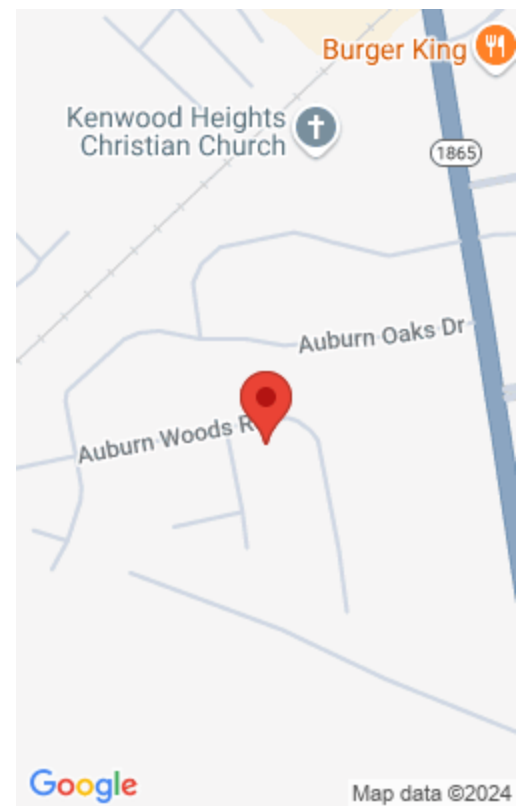 Burger King
Kenwood Heights
Christian Church
1865
Auburn Oaks Dr
Auburn Woods R
Google
Map data ©2024